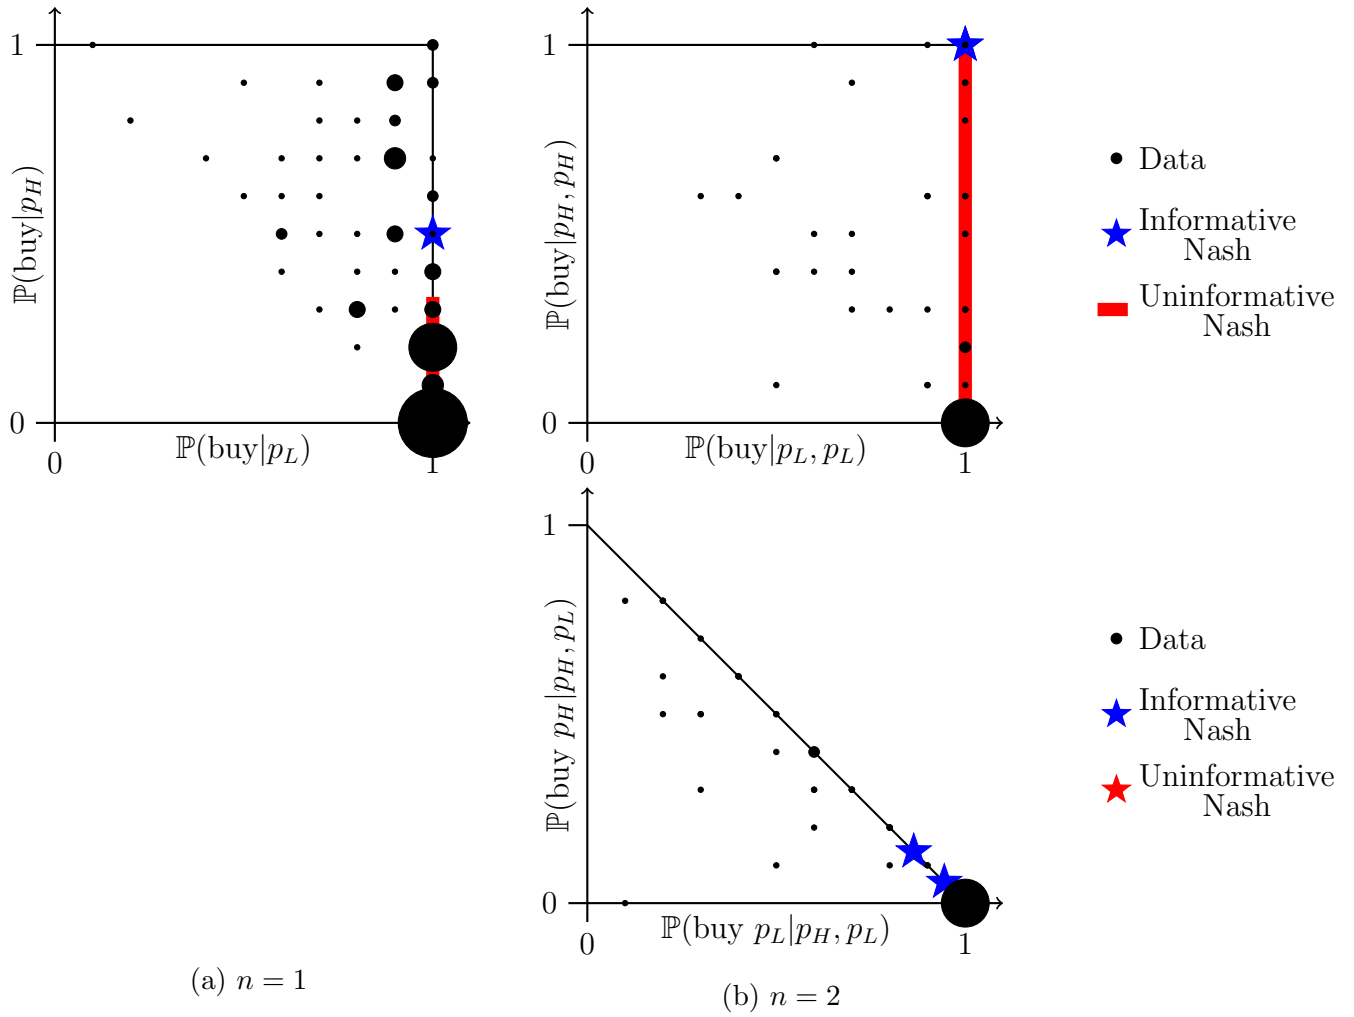 1
ℙ(buy|p_H)
0
0
ℙ(buy|p_L)
1
1
ℙ(buy|p_H, p_H)
0
0
ℙ(buy|p_L, p_L)
1
Data
Informative
Nash
Uninformative
Nash
1
ℙ(buy p_H|p_H, p_L)
0
0
ℙ(buy p_L|p_H, p_L)
1
Data
Informative
Nash
Uninformative
Nash
(a) n = 1
(b) n = 2